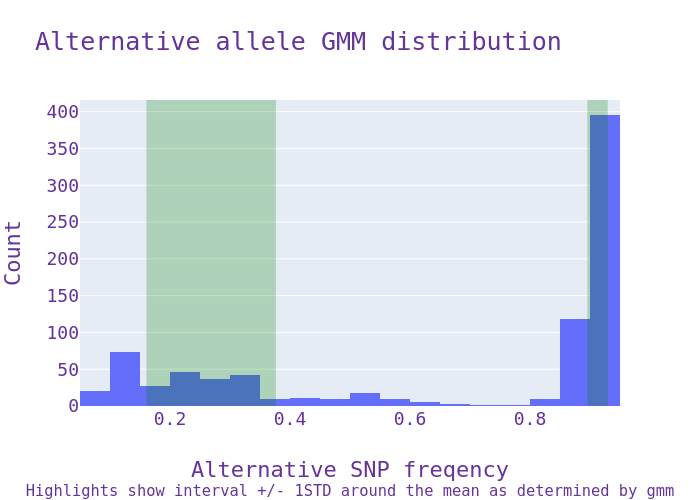 Alternative allele GMM distribution
400
350
300
250
200
150
100
50
0
Count
0.2 0.4 0.6 0.8
Alternative SNP freqency
Highlights show interval +/- 1STD around the mean as determined by gmm